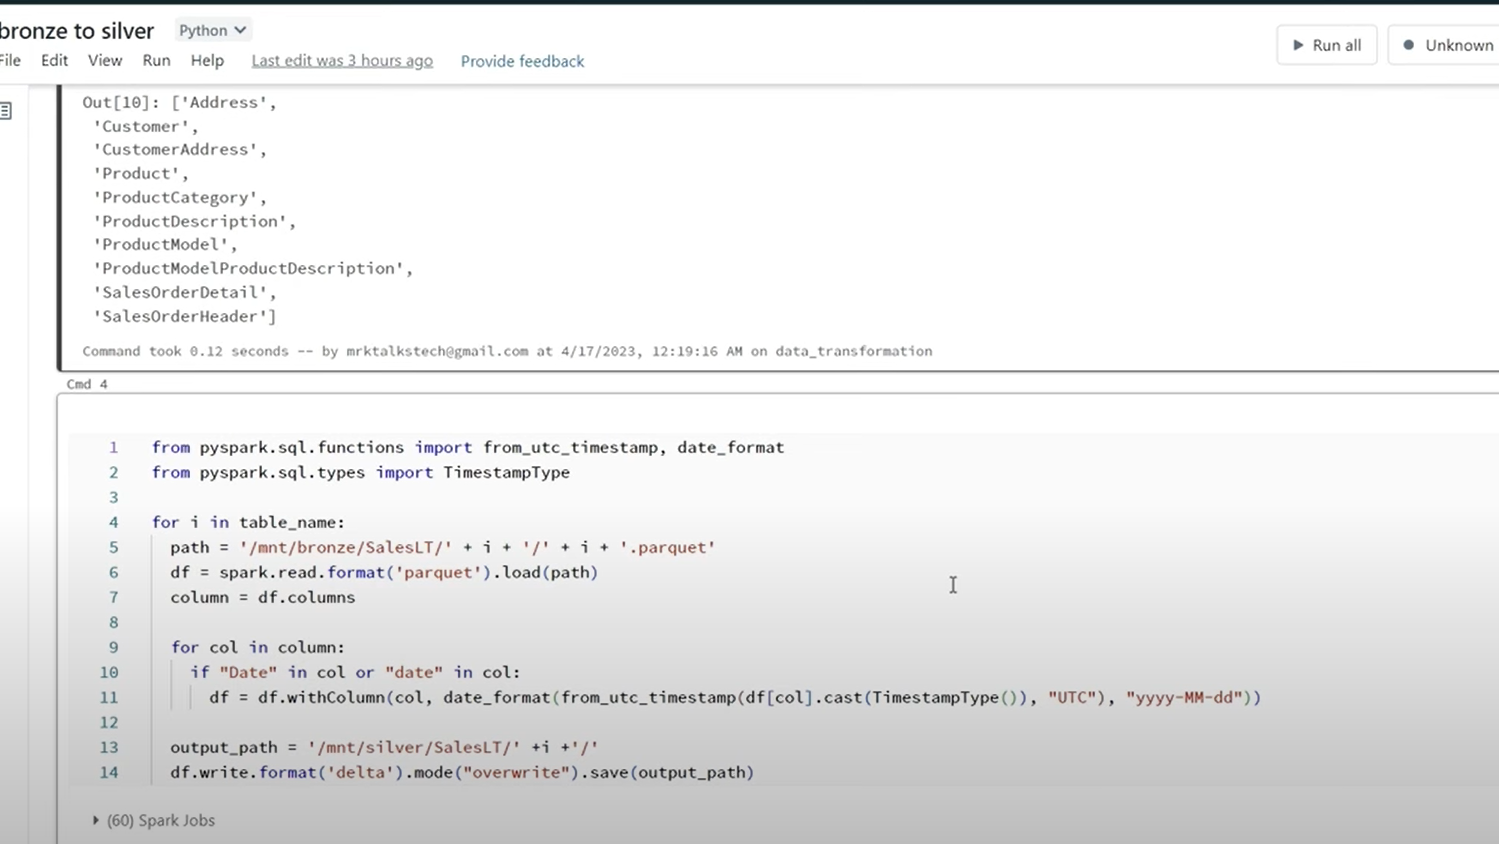 bronze to silver Python
File Edit View Run Help Last edit was 3 hours ago Provide feedback
Run all Unknown
Out[10]: ['Address',
'Customer',
'CustomerAddress',
'Product',
'ProductCategory',
'ProductDescription',
'ProductModel',
'ProductModelProductDescription',
'SalesOrderDetail',
'SalesOrderHeader']
Command took 0.12 seconds -- by mrktalkstech@gmail.com at 4/17/2023, 12:19:16 AM on data_transformation
Cmd 4
1 from pyspark.sql.functions import from_utc_timestamp, date_format
2 from pyspark.sql.types import TimestampType
3
4 for i in table_name:
5 path = '/mnt/bronze/SalesLT/' + i + '/' + i + '.parquet'
6 df = spark.read.format('parquet').load(path)
7 column = df.columns
8
9 for col in column:
10 if "Date" in col or "date" in col:
11 df = df.withColumn(col, date_format(from_utc_timestamp(df[col].cast(TimestampType()), "UTC"), "yyyy-MM-dd"))
12
13 output_path = '/mnt/silver/SalesLT/' +i +'/'
14 df.write.format('delta').mode("overwrite").save(output_path)
(60) Spark Jobs